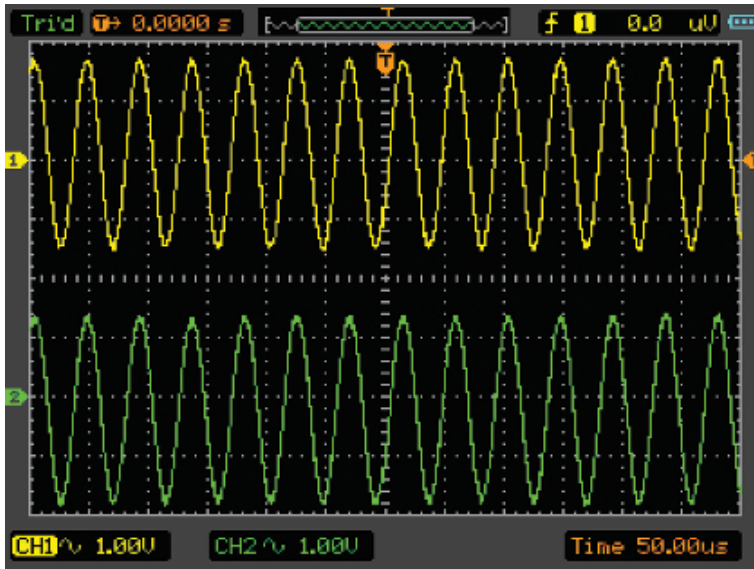 Tri'd T→ 0.0000 s T 1 0.0 uV
T
1 T
2
CH1 1.00V CH2 1.00V Time 50.00us